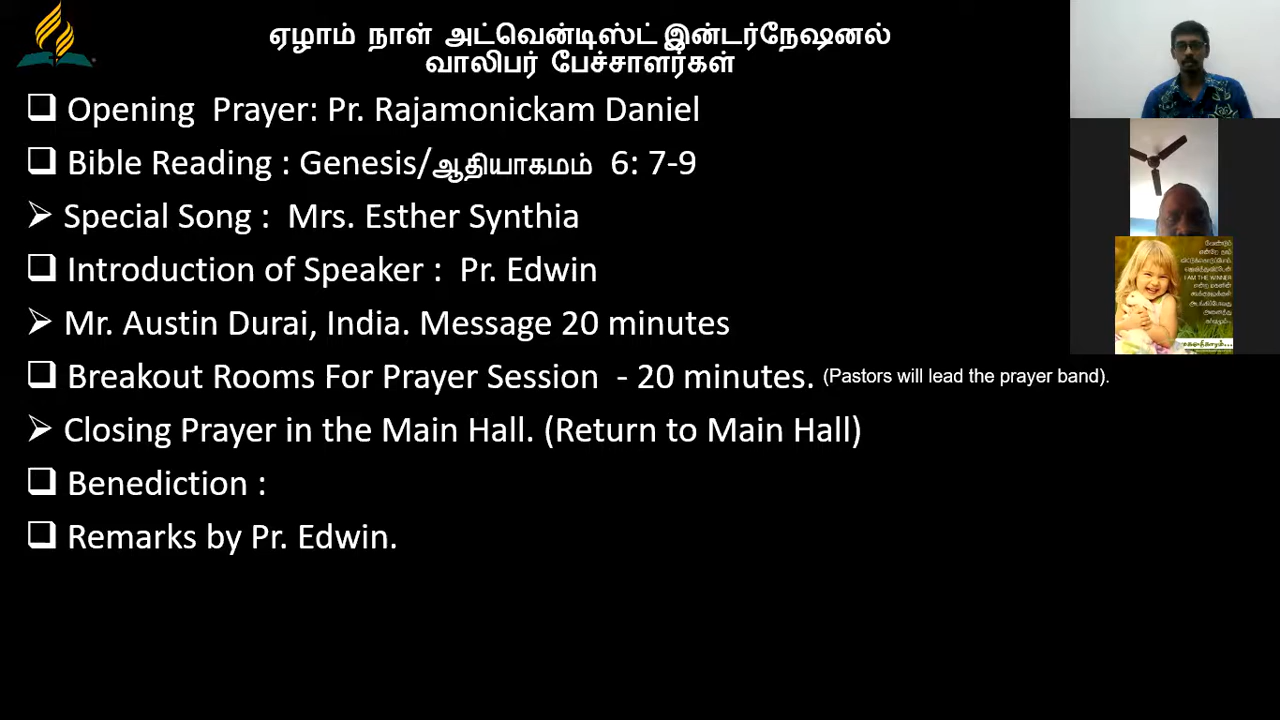 ஏழாம் நாள் அட்வென்டிஸ்ட் இன்டர்நேஷனல்
வாலிபர் பேச்சாளர்கள்
Opening Prayer: Pr. Rajamonickam Daniel
Bible Reading : Genesis/ஆதியாகமம் 6: 7-9
Special Song : Mrs. Esther Synthia
Introduction of Speaker : Pr. Edwin
Mr. Austin Durai, India. Message 20 minutes
Breakout Rooms For Prayer Session - 20 minutes. (Pastors will lead the prayer band).
Closing Prayer in the Main Hall. (Return to Main Hall)
Benediction :
Remarks by Pr. Edwin.
வேண்டும்
I AM THE WINNER